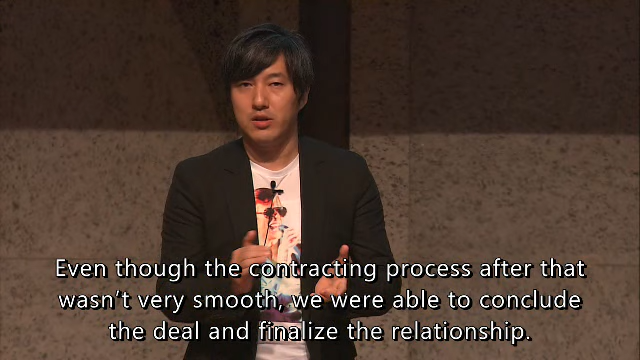 Even though the contracting process after that
wasn't very smooth, we were able to conclude
the deal and finalize the relationship.